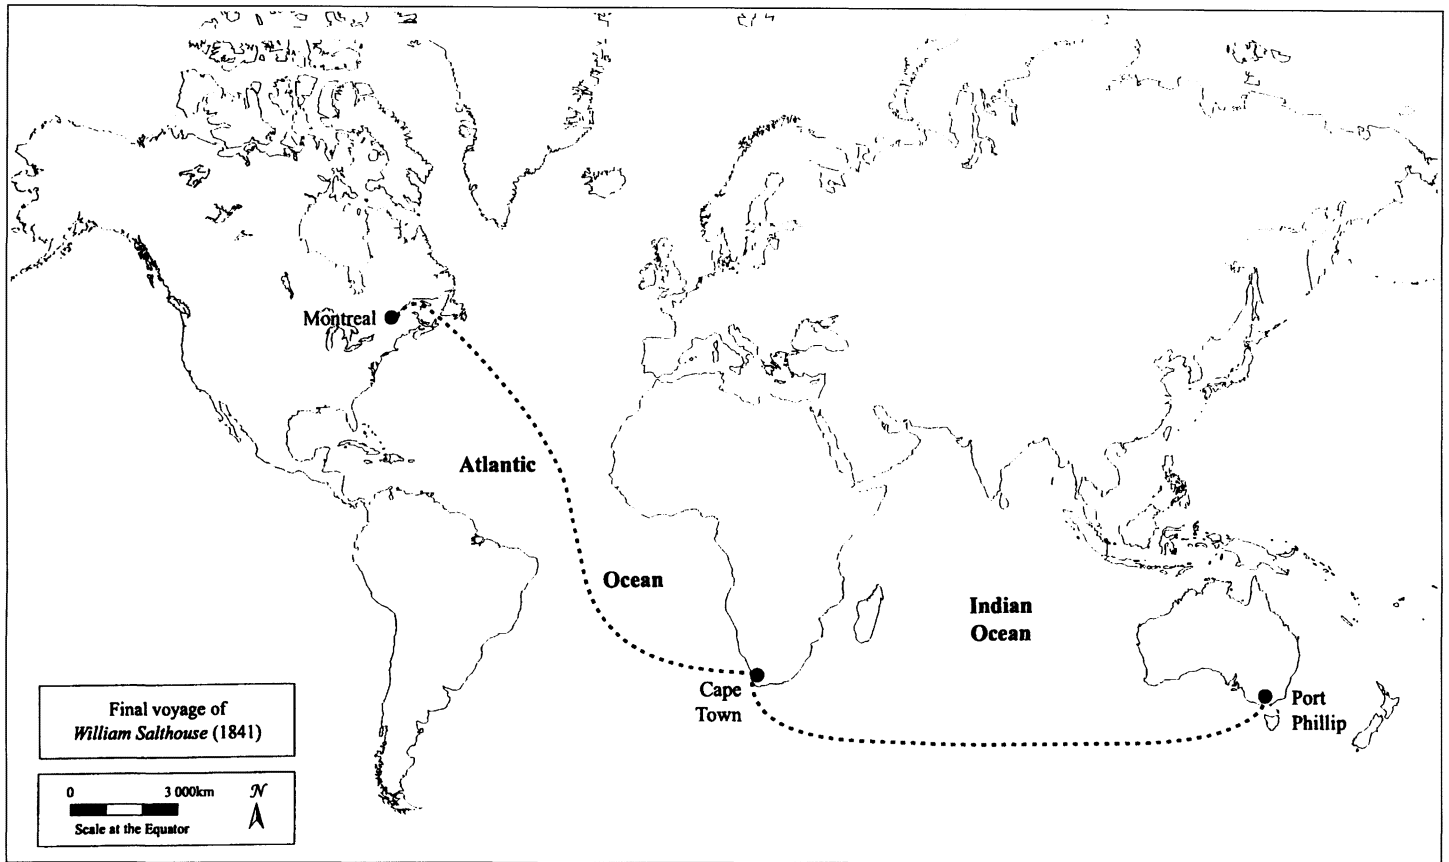 Montreal
Atlantic
Ocean
Indian
Ocean
Cape
Town
Port
Phillip
Final voyage of
William Salthouse (1841)
0 3 000km N
Scale at the Equator